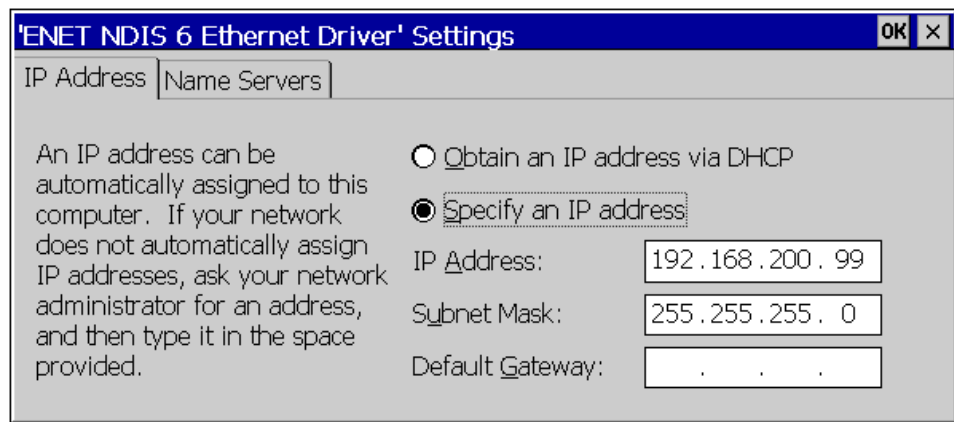 'ENET NDIS 6 Ethernet Driver' Settings OK ×
IP Address Name Servers
An IP address can be
automatically assigned to this
computer. If your network
does not automatically assign
IP addresses, ask your network
administrator for an address,
and then type it in the space
provided.
Obtain an IP address via DHCP
Specify an IP address
IP Address: 192.168.200. 99
Subnet Mask: 255.255.255. 0
Default Gateway: . . .